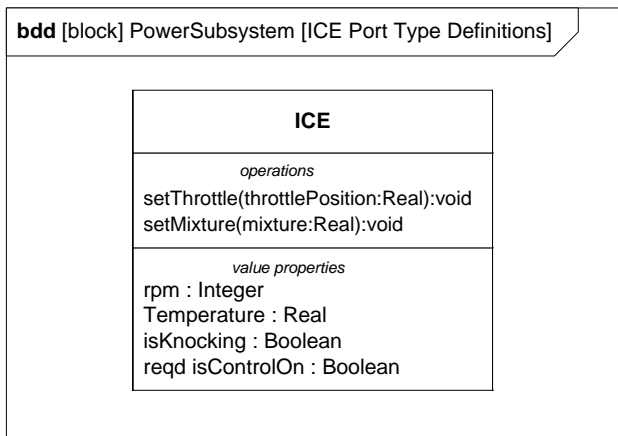 bdd [block] PowerSubsystem [ICE Port Type Definitions]
ICE
operations
setThrottle(throttlePosition:Real):void
setMixture(mixture:Real):void
value properties
rpm : Integer
Temperature : Real
isKnocking : Boolean
reqd isControlOn : Boolean